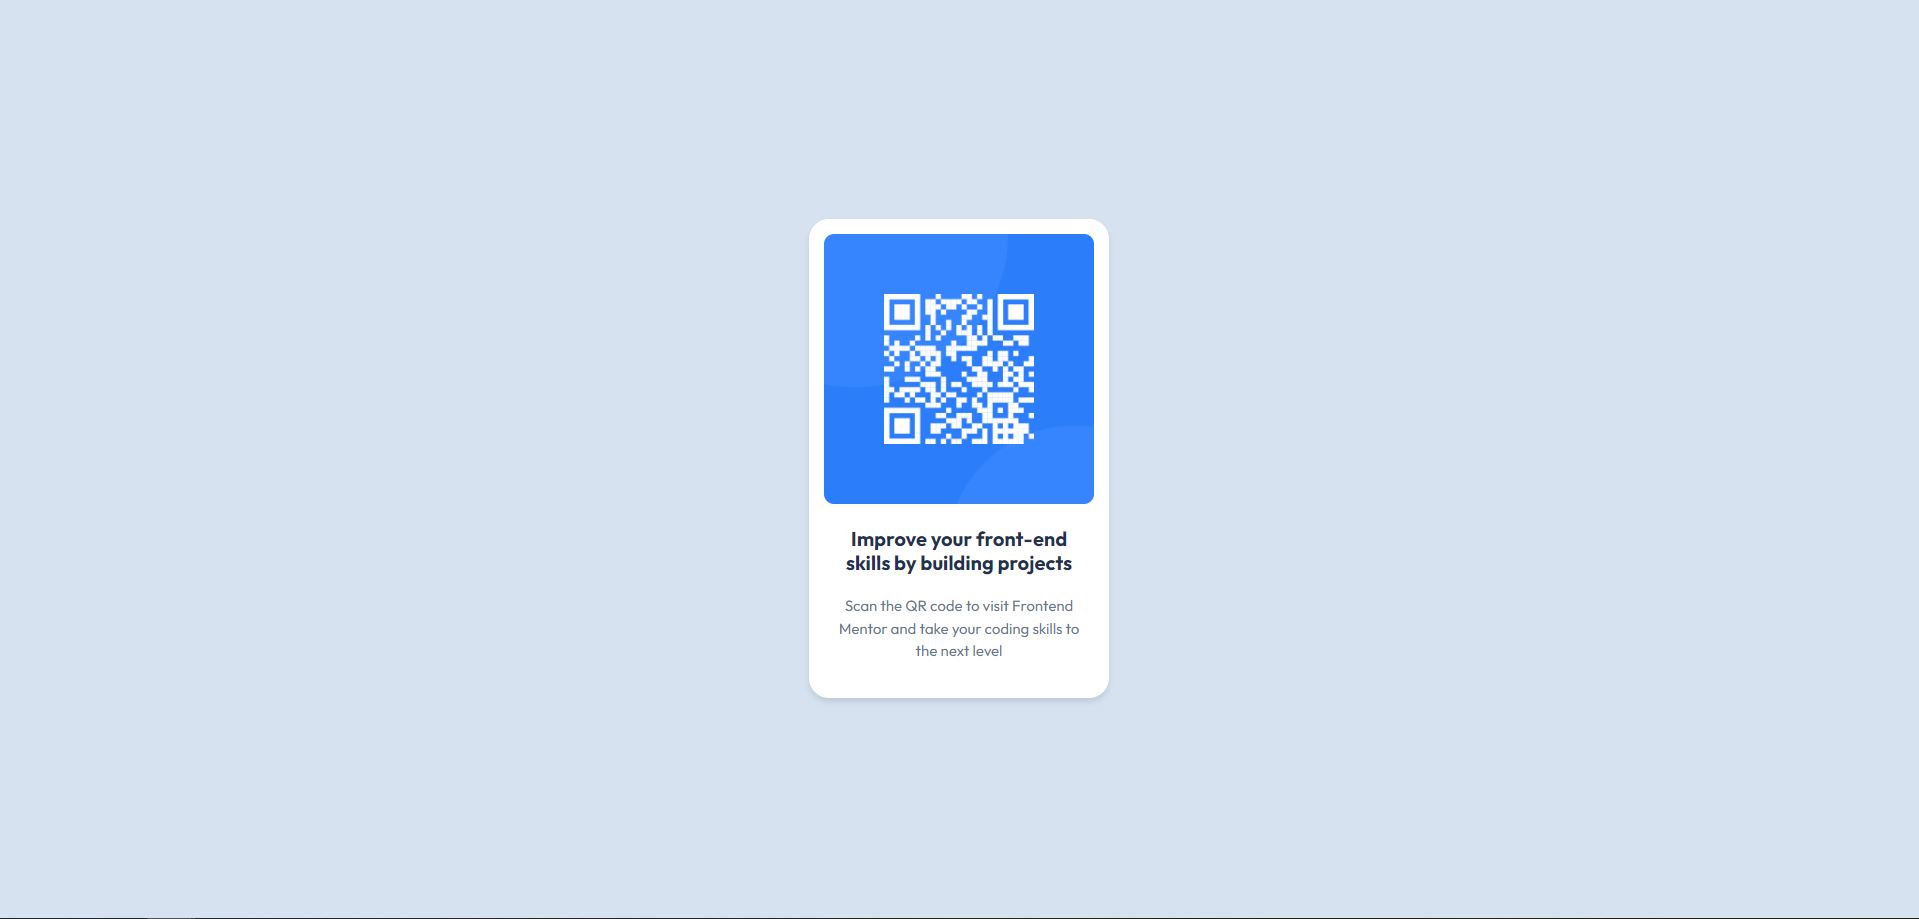 Improve your front-end
skills by building projects
Scan the QR code to visit Frontend
Mentor and take your coding skills to
the next level